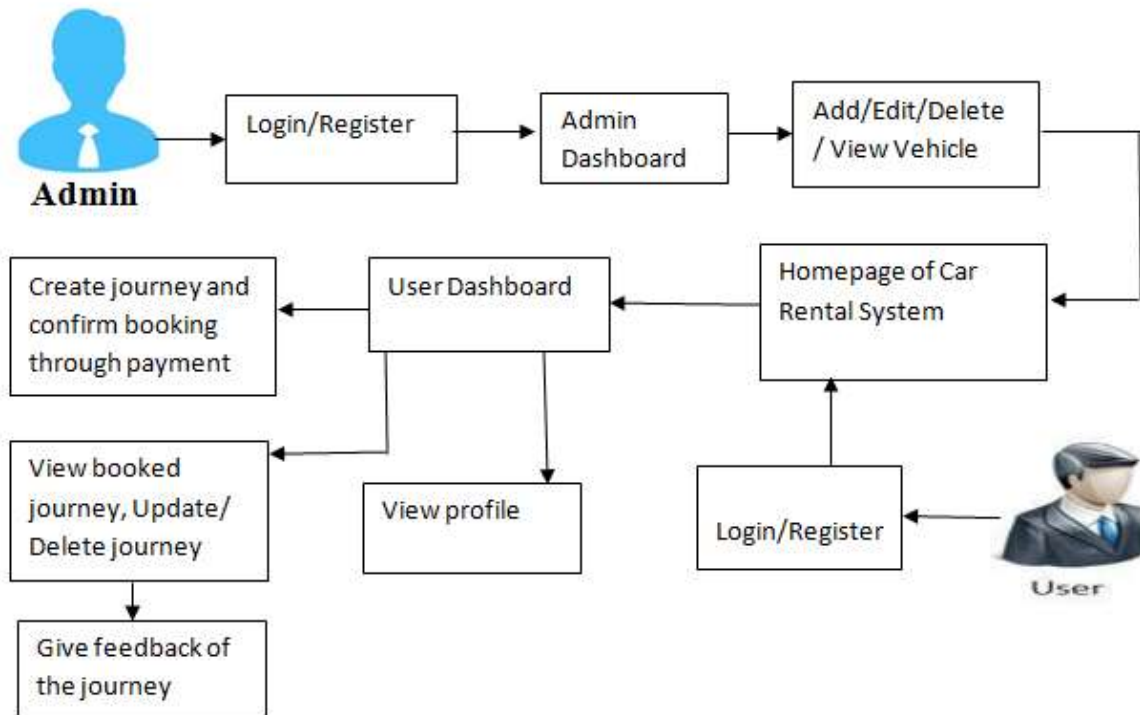 Admin
Login/Register
Admin
Dashboard
Add/Edit/Delete
/ View Vehicle
Create journey and
confirm booking
through payment
User Dashboard
Homepage of Car
Rental System
View booked
journey, Update/
Delete journey
View profile
Login/Register
User
Give feedback of
the journey